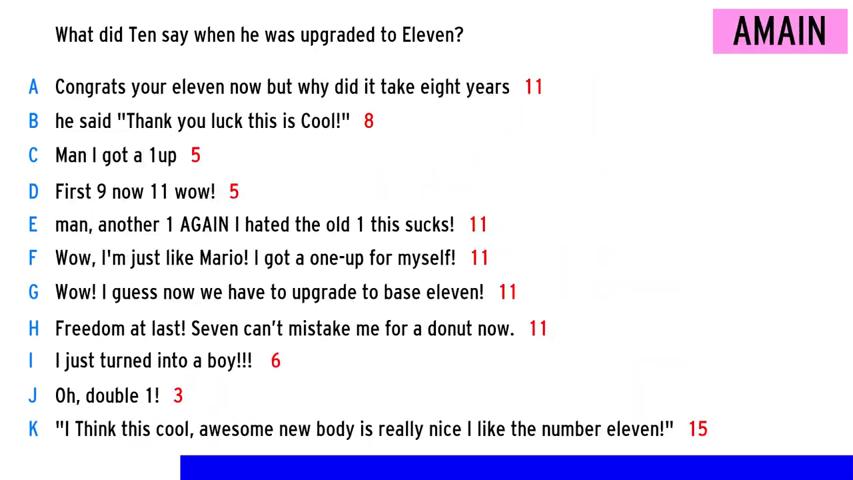 What did Ten say when he was upgraded to Eleven?
AMAIN
A Congrats your eleven now but why did it take eight years 11
B he said "Thank you luck this is Cool!" 8
C Man I got a 1up 5
D First 9 now 11 wow! 5
E man, another 1 AGAIN I hated the old 1 this sucks! 11
F Wow, I'm just like Mario! I got a one-up for myself! 11
G Wow! I guess now we have to upgrade to base eleven! 11
H Freedom at last! Seven can't mistake me for a donut now. 11
I I just turned into a boy!!! 6
J Oh, double 1! 3
K "I Think this cool, awesome new body is really nice I like the number eleven!" 15